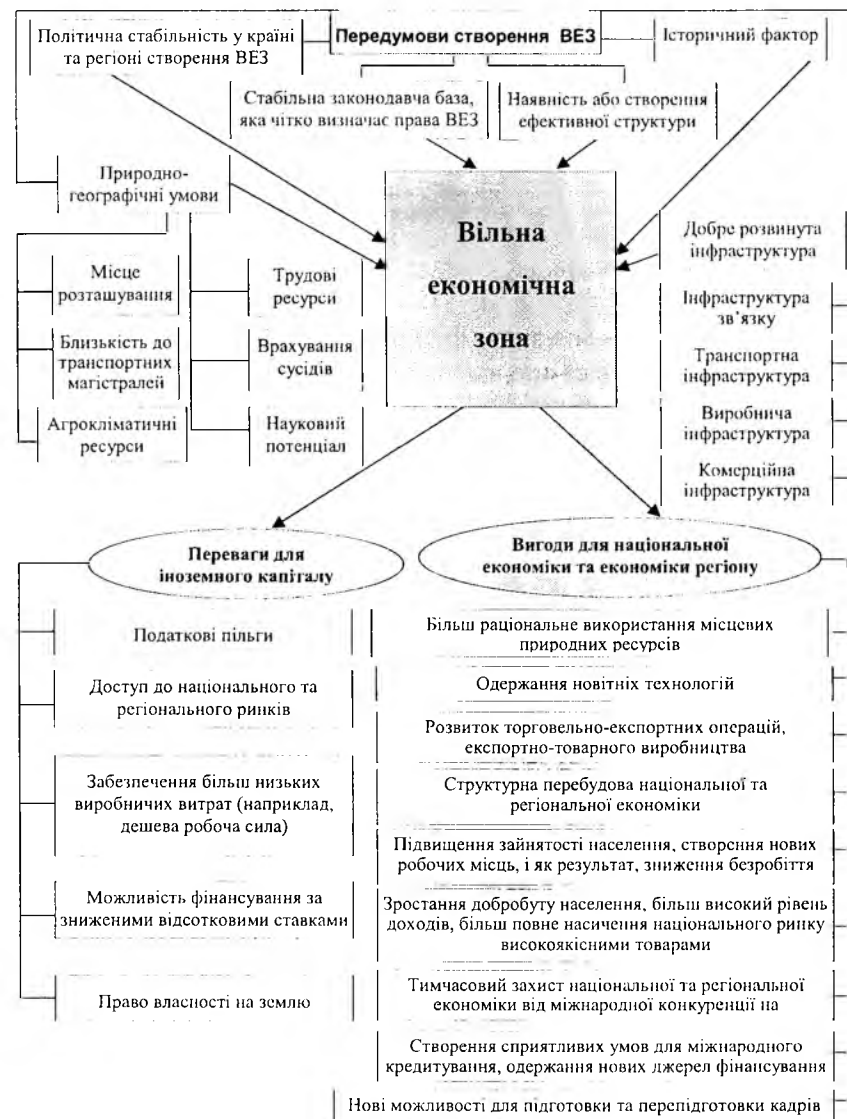 Передумови створення ВЕЗ
Політична стабільність у країні
та регіоні створення ВЕЗ
Історичний фактор
Стабільна законодавча база,
яка чітко визначає права ВЕЗ
Наявність або створення
ефективної структури
Природно-
географічні умови
Місце
розташування
Близькість до
транспортних
магістралей
Агрокліматичні
ресурси
Трудові
ресурси
Врахування
сусідів
Науковий
потенціал
Вільна
економічна
зона
Добре розвинута
інфраструктура
Інфраструктура
зв'язку
Транспортна
інфраструктура
Виробнича
інфраструктура
Комерційна
інфраструктура
Переваги для
іноземного капіталу
Податкові пільги
Доступ до національного та
регіонального ринків
Забезпечення більш низьких
виробничих витрат (наприклад,
дешева робоча сила)
Можливість фінансування за
зниженими відсотковими ставками
Право власності на землю
Вигоди для національної
економіки та економіки регіону
Більш раціональне використання місцевих
природних ресурсів
Одержання новітніх технологій
Розвиток торговельно-експортних операцій,
експортно-товарного виробництва
Структурна перебудова національної та
регіональної економіки
Підвищення зайнятості населення, створення нових
робочих місць, і як результат, зниження безробіття
Зростання добробуту населення, більш високий рівень
доходів, більш повне насичення національного ринку
високоякісними товарами
Тимчасовий захист національної та регіональної
економіки від міжнародної конкуренції на
Створення сприятливих умов для міжнародного
кредитування, одержання нових джерел фінансування
Нові можливості для підготовки та перепідготовки кадрів